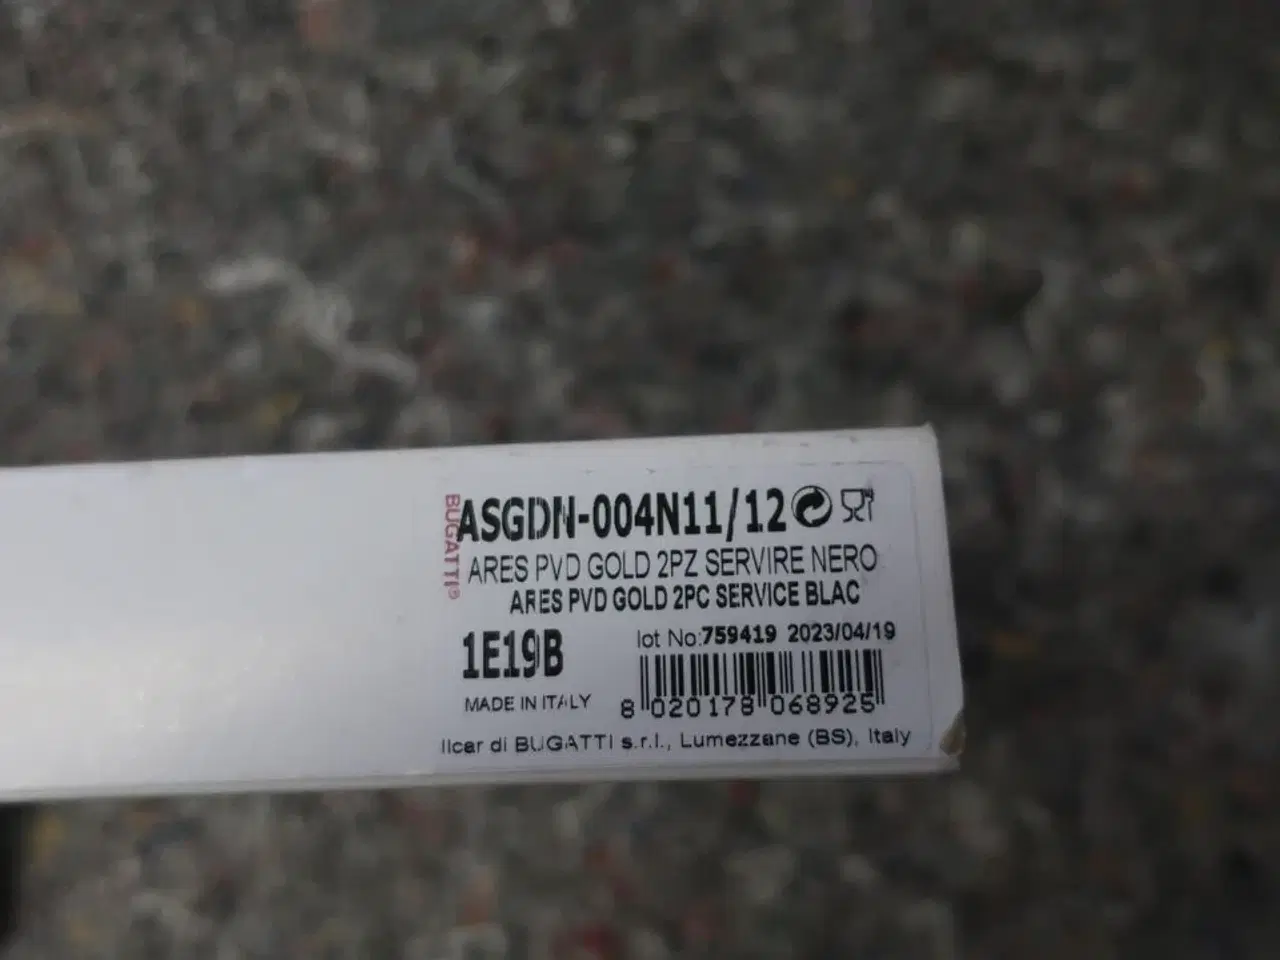 BUGATTI®
ASGDN-004N11/12
ARES PVD GOLD 2PZ SERVIRE NERO
ARES PVD GOLD 2PC SERVICE BLAC
1E19B
lot No:759419 2023/04/19
MADE IN ITALY
8 020178 068925
Ilcar di BUGATTI s.r.l., Lumezzane (BS), Italy